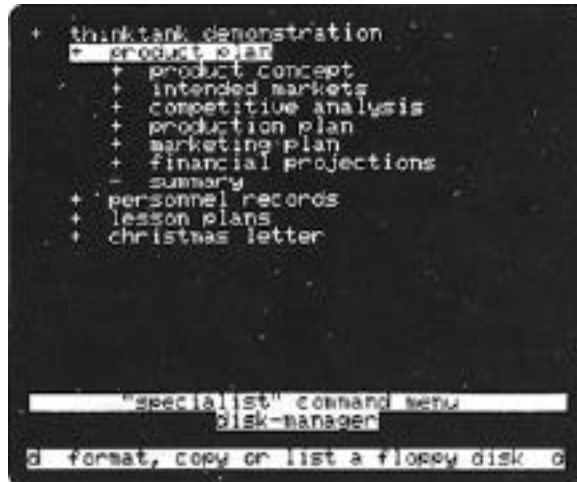 + thinktank demonstration
+ product plan
+ product concept
+ intended markets
+ competitive analysis
+ production plan
+ marketing plan
+ financial projections
- summary
+ personnel records
+ lesson plans
+ christmas letter
"specialist" command menu
disk-manager
d format, copy or list a floppy disk o